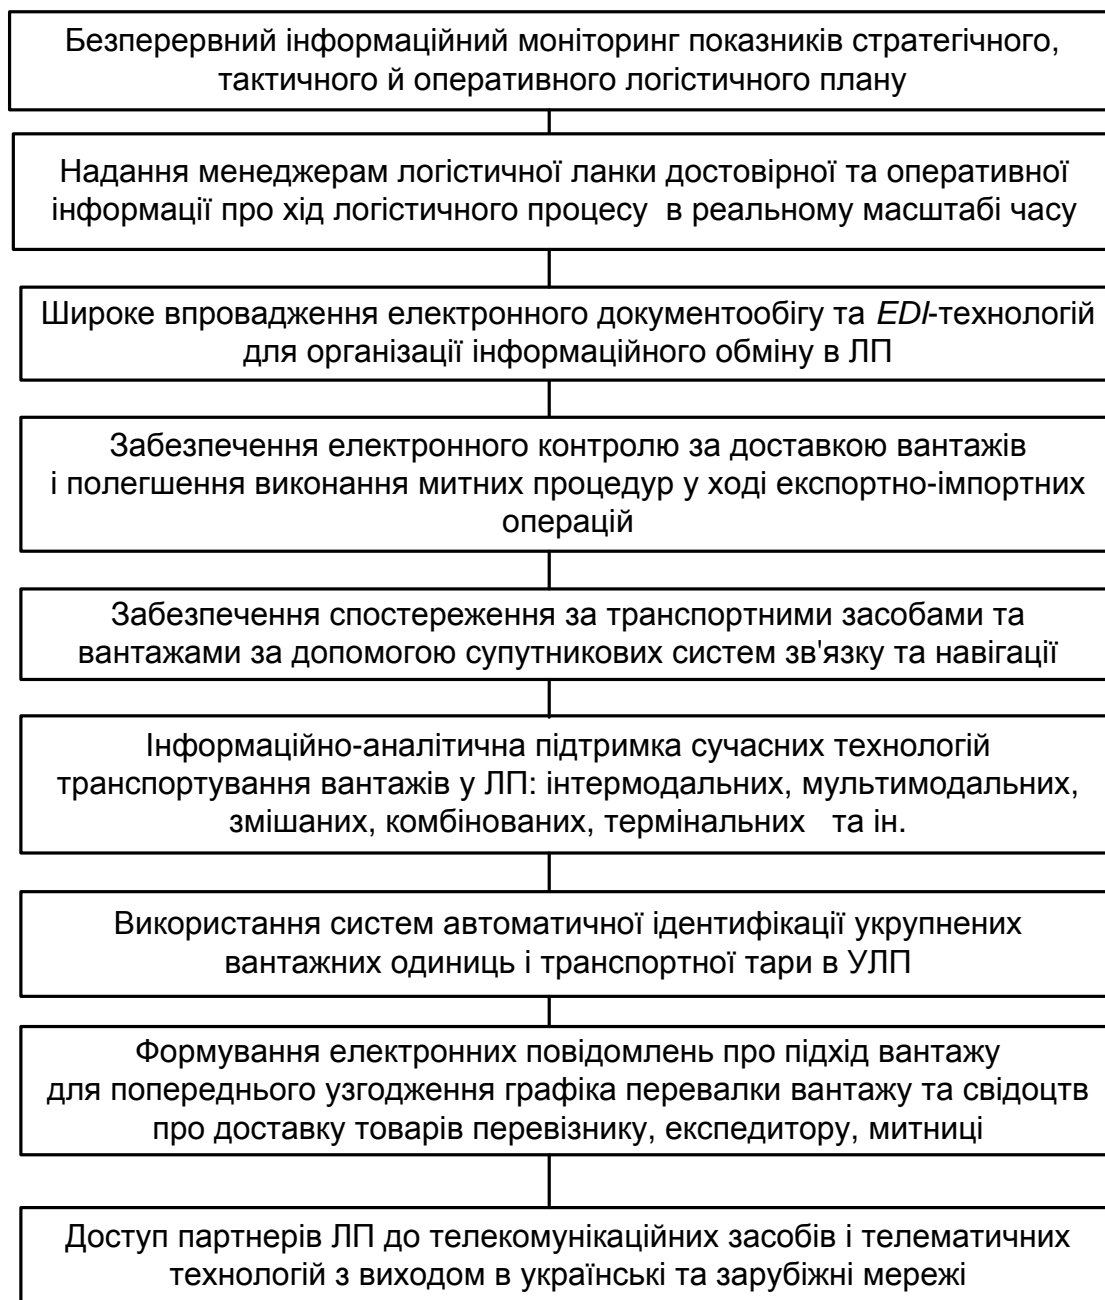 Безперервний інформаційний моніторинг показників стратегічного,
тактичного й оперативного логістичного плану
Надання менеджерам логістичної ланки достовірної та оперативної
інформації про хід логістичного процесу в реальному масштабі часу
Широке впровадження електронного документообігу та EDI-технологій
для організації інформаційного обміну в ЛП
Забезпечення електронного контролю за доставкою вантажів
і полегшення виконання митних процедур у ході експортно-імпортних
операцій
Забезпечення спостереження за транспортними засобами та
вантажами за допомогою супутникових систем зв'язку та навігації
Інформаційно-аналітична підтримка сучасних технологій
транспортування вантажів у ЛП: інтермодальних, мультимодальних,
змішаних, комбінованих, термінальних та ін.
Використання систем автоматичної ідентифікації укрупнених
вантажних одиниць і транспортної тари в УЛП
Формування електронних повідомлень про підхід вантажу
для попереднього узгодження графіка перевалки вантажу та свідоцтв
про доставку товарів перевізнику, експедитору, митниці
Доступ партнерів ЛП до телекомунікаційних засобів і телематичних
технологій з виходом в українські та зарубіжні мережі